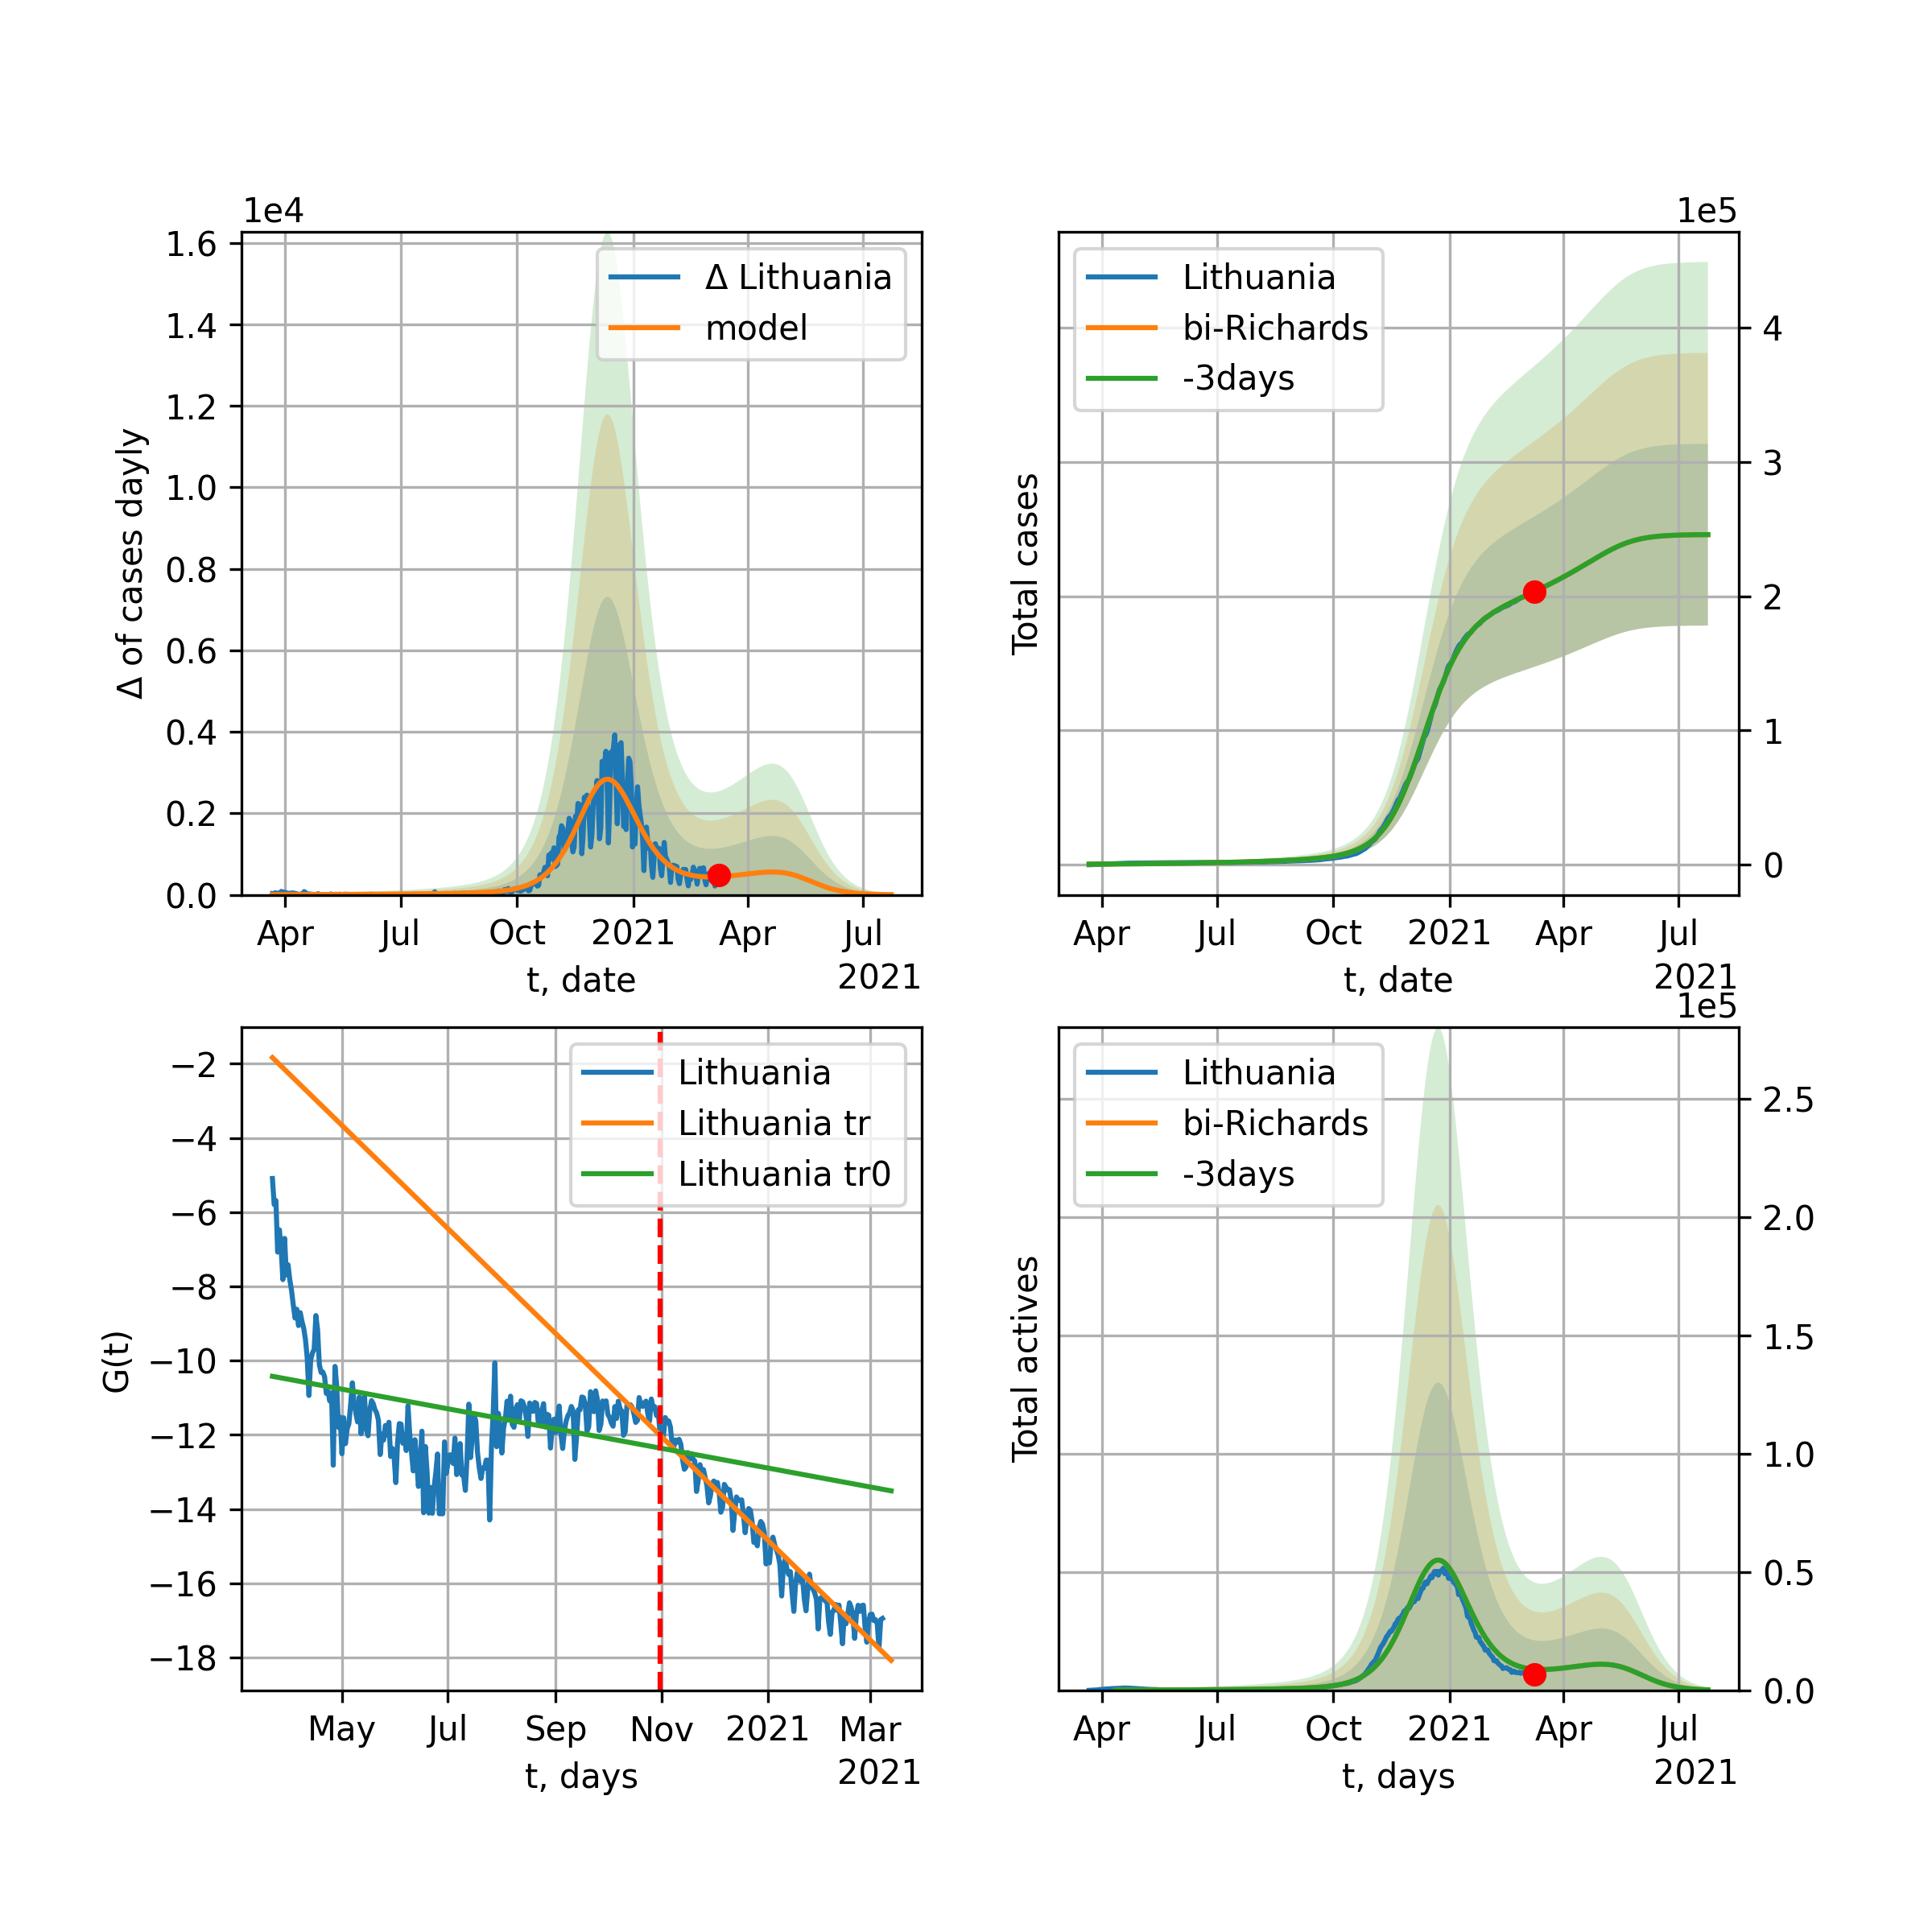 1e4
1.6
1.4
1.2
1.0
0.8
0.6
0.4
0.2
0.0
Δ of cases dayly
Δ Lithuania
model
Apr Jul Oct 2021 Apr Jul
2021
t, date
1e5
4
3
2
1
0
Total cases
Lithuania
bi-Richards
-3days
Apr Jul Oct 2021 Apr Jul
2021
t, date
−2
−4
−6
−8
−10
−12
−14
−16
−18
G(t)
Lithuania
Lithuania tr
Lithuania tr0
May Jul Sep Nov 2021 Mar
2021
t, days
1e5
2.5
2.0
1.5
1.0
0.5
0.0
Total actives
Lithuania
bi-Richards
-3days
Apr Jul Oct 2021 Apr Jul
2021
t, days